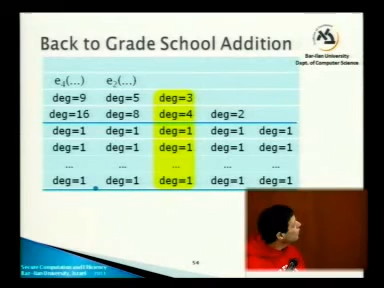 Back to Grade School Addition
Bar-Ilan University
Dept. of Computer Science
e₄(...) e₂(...)
deg=9 deg=5 deg=3
deg=16 deg=8 deg=4 deg=2
deg=1 deg=1 deg=1 deg=1 deg=1
deg=1 deg=1 deg=1 deg=1 deg=1
... ... ... ... ...
deg=1 deg=1 deg=1 deg=1 deg=1
54
Secure Computation and Efficiency
Bar-Ilan University, Israel 2011